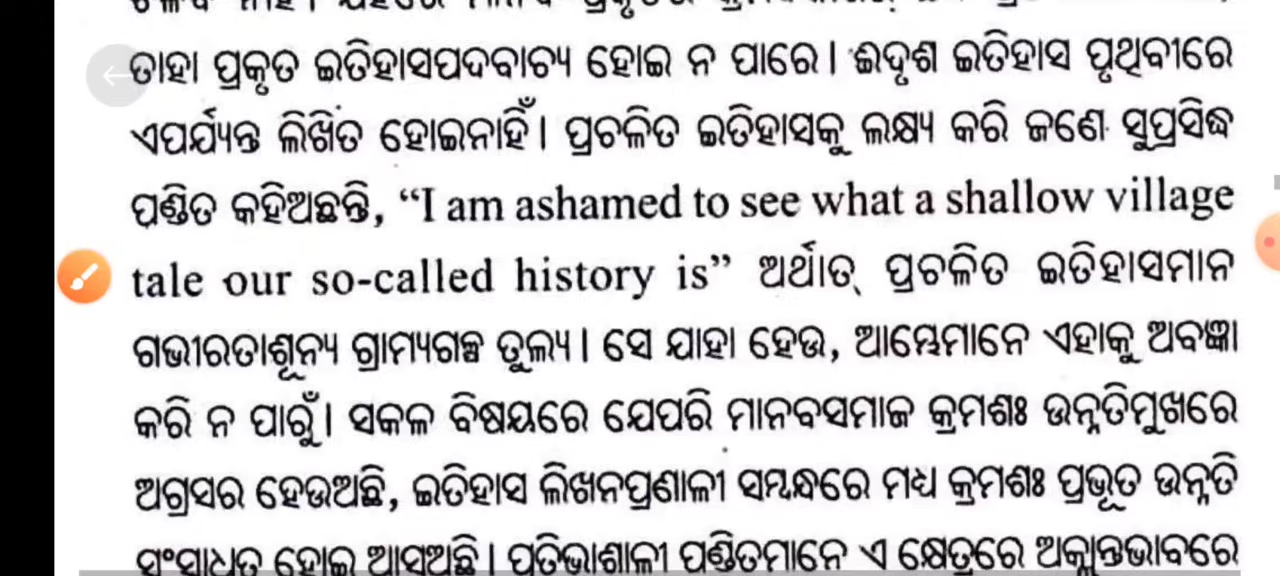 ତାହା ପ୍ରକୃତ ଇତିହାସପଦବାଚ୍ୟ ହୋଇ ନ ପାରେ। ଈଦୃଶ ଇତିହାସ ପୃଥିବୀରେ
ଏପର୍ଯ୍ୟନ୍ତ ଲିଖିତ ହୋଇନାହିଁ। ପ୍ରଚଳିତ ଇତିହାସକୁ ଲକ୍ଷ୍ୟ କରି ଜଣେ ସୁପ୍ରସିଦ୍ଧ
ପଣ୍ଡିତ କହିଅଛନ୍ତି, “I am ashamed to see what a shallow village
tale our so-called history is” ଅର୍ଥାତ୍ ପ୍ରଚଳିତ ଇତିହାସମାନ
ଗଭୀରତାଶୂନ୍ୟ ଗ୍ରାମ୍ୟଗଳ୍ପ ତୁଲ୍ୟ। ସେ ଯାହା ହେଉ, ଆମ୍ଭେମାନେ ଏହାକୁ ଅବଜ୍ଞା
କରି ନ ପାରୁଁ। ସକଳ ବିଷୟରେ ଯେପରି ମାନବସମାଜ କ୍ରମଶଃ ଉନ୍ନତିମୁଖରେ
ଅଗ୍ରସର ହେଉଅଛି, ଇତିହାସ ଲିଖନପ୍ରଣାଳୀ ସମ୍ବନ୍ଧରେ ମଧ୍ୟ କ୍ରମଶଃ ପ୍ରଭୂତ ଉନ୍ନତି
ସଂସାଧିତ ହୋଇ ଆସିଅଛି। ପ୍ରତିଭାଶାଳୀ ପଣ୍ଡିତମାନେ ଏ କ୍ଷେତ୍ରରେ ଅକ୍ଳାନ୍ତଭାବରେ